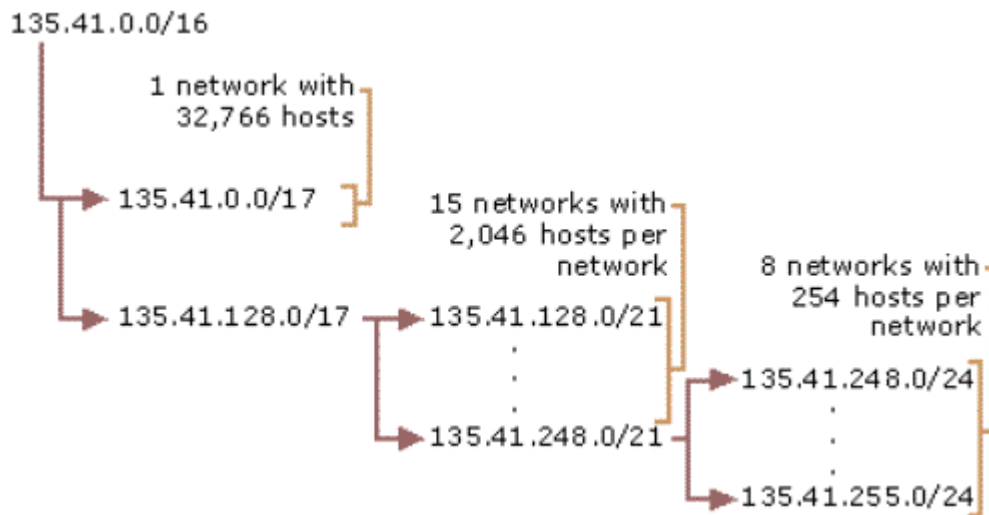 135.41.0.0/16
1 network with
32,766 hosts
135.41.0.0/17
15 networks with
2,046 hosts per
network
8 networks with
254 hosts per
network
135.41.128.0/17
135.41.128.0/21
135.41.248.0/24
135.41.248.0/21
135.41.255.0/24